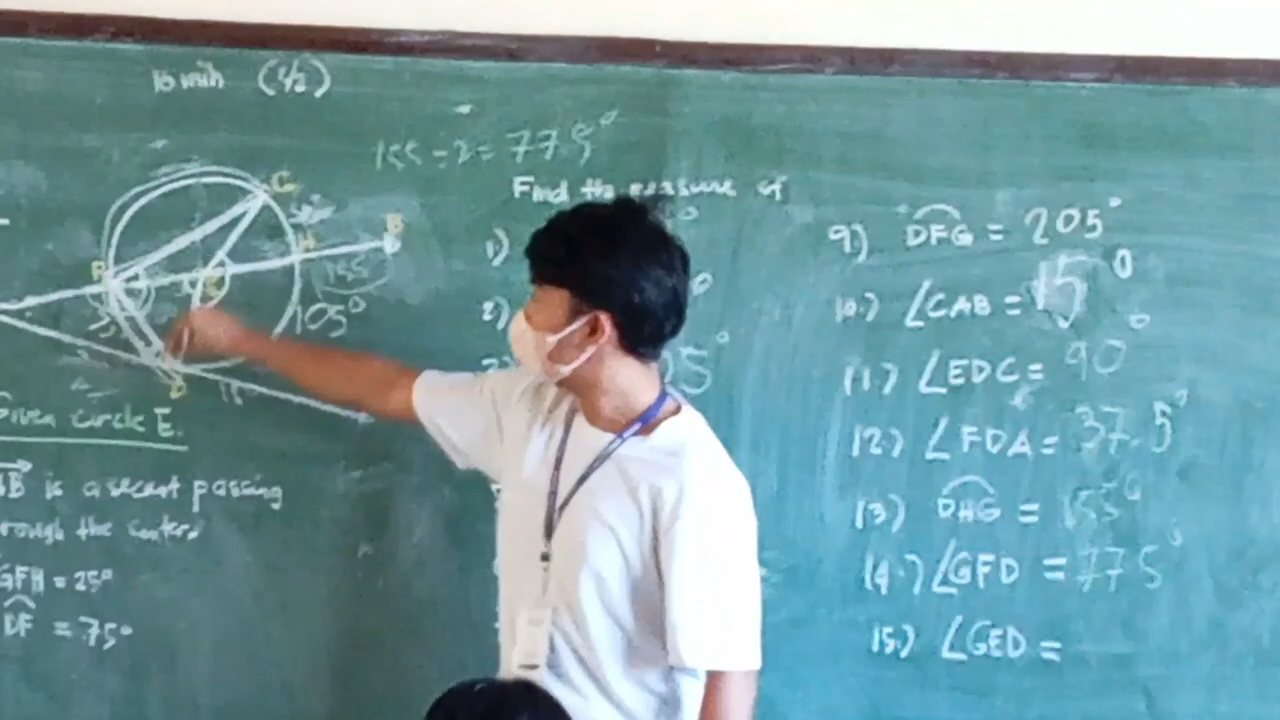 10 min (1/2)
155 ÷ 2 = 77.5°
Find the measure of
G
B
H
F
E
155
105°
D
Given Circle E.
is a secant passing
through the center.
GFH = 25°
DF = 75°
1)
2)
9) DFG = 205°
10.) ∠CAB = 15°
11.) ∠EDC = 90°
12.) ∠FDA = 37.5°
13.) DHG = 155°
14.) ∠GFD = 77.5°
15.) ∠GED =